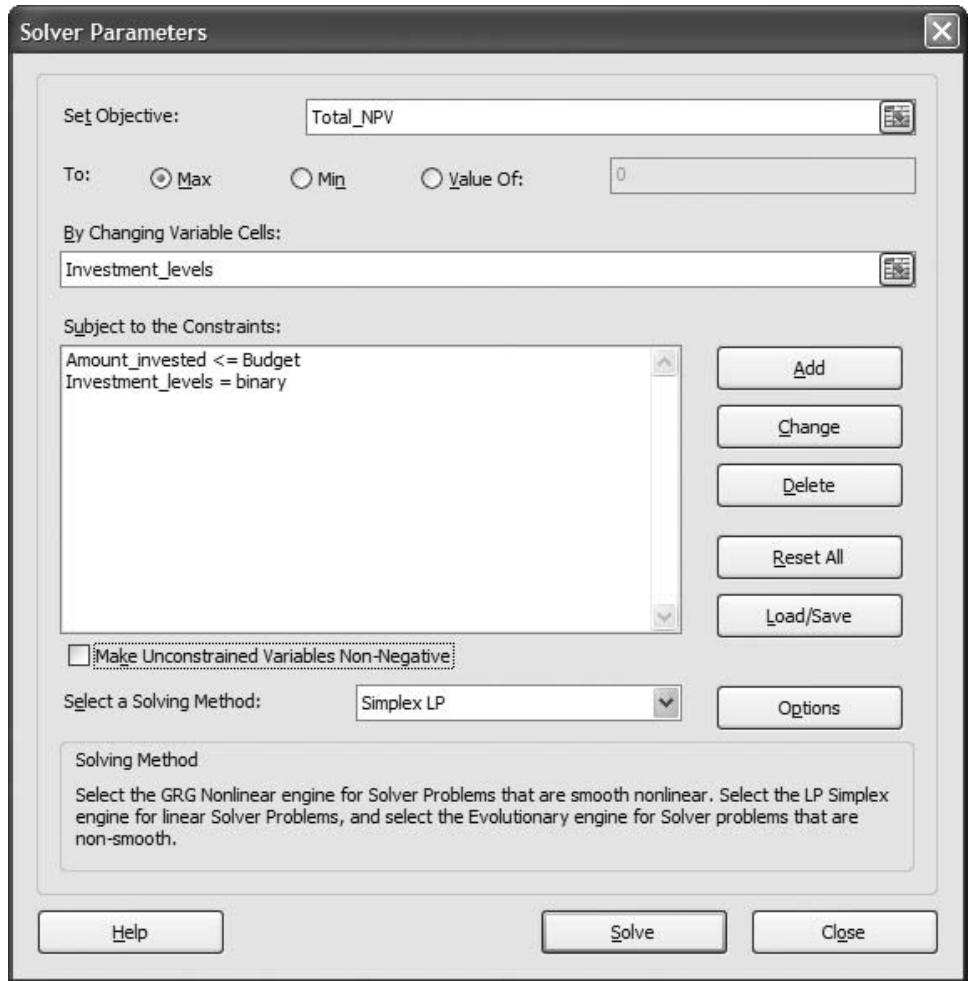 Solver Parameters
Set Objective:
Total_NPV
To:
Max
Min
Value Of:
0
By Changing Variable Cells:
Investment_levels
Subject to the Constraints:
Amount_invested <= Budget
Investment_levels = binary
Add
Change
Delete
Reset All
Load/Save
Make Unconstrained Variables Non-Negative
Select a Solving Method:
Simplex LP
Options
Solving Method
Select the GRG Nonlinear engine for Solver Problems that are smooth nonlinear. Select the LP Simplex
engine for linear Solver Problems, and select the Evolutionary engine for Solver problems that are
non-smooth.
Help
Solve
Close